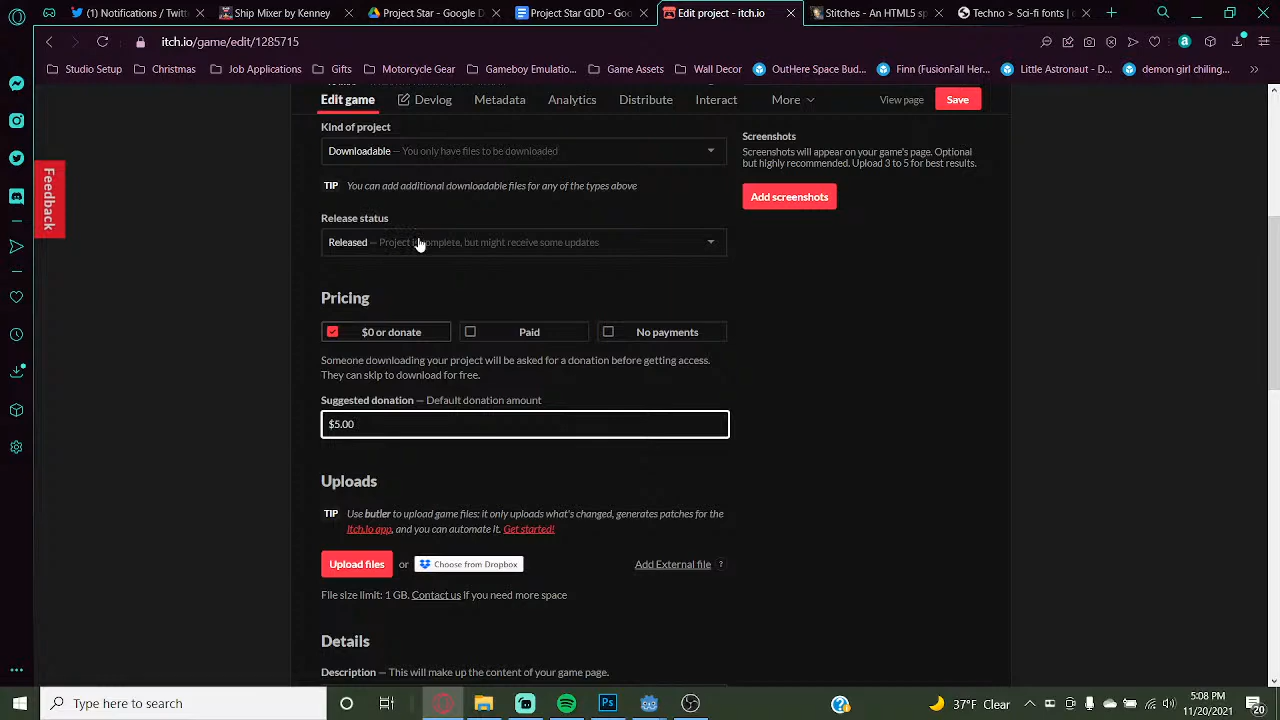 (1) Notifications / Twitt
Ship Mixer by Kenney
Project Star - Google D
Project Star GDD - Goo
Edit project - itch.io
Stitches - An HTML5 sp
Techno > Sci-fi fonts |
itch.io/game/edit/1285715
Studio Setup
Christmas
Job Applications
Gifts
Motorcycle Gear
Gameboy Emulatio...
Game Assets
Wall Decor
OutHere Space Bud...
Finn (FusionFall Her...
Little Astronaut - D...
demon girl chiling...
Edit game
Devlog
Metadata
Analytics
Distribute
Interact
More
View page
Save
Feedback
Kind of project
Downloadable — You only have files to be downloaded
TIP You can add additional downloadable files for any of the types above
Release status
Released — Project is complete, but might receive some updates
Screenshots
Screenshots will appear on your game's page. Optional
but highly recommended. Upload 3 to 5 for best results.
Add screenshots
Pricing
$0 or donate
Paid
No payments
Someone downloading your project will be asked for a donation before getting access.
They can skip to download for free.
Suggested donation — Default donation amount
$5.00
Uploads
TIP Use butler to upload game files: it only uploads what's changed, generates patches for the
itch.io app, and you can automate it. Get started!
Upload files or Choose from Dropbox
Add External file ?
File size limit: 1 GB. Contact us if you need more space
Details
Description — This will make up the content of your game page.
Type here to search
Ps
37°F Clear
5:08 PM
11/20/2021
20